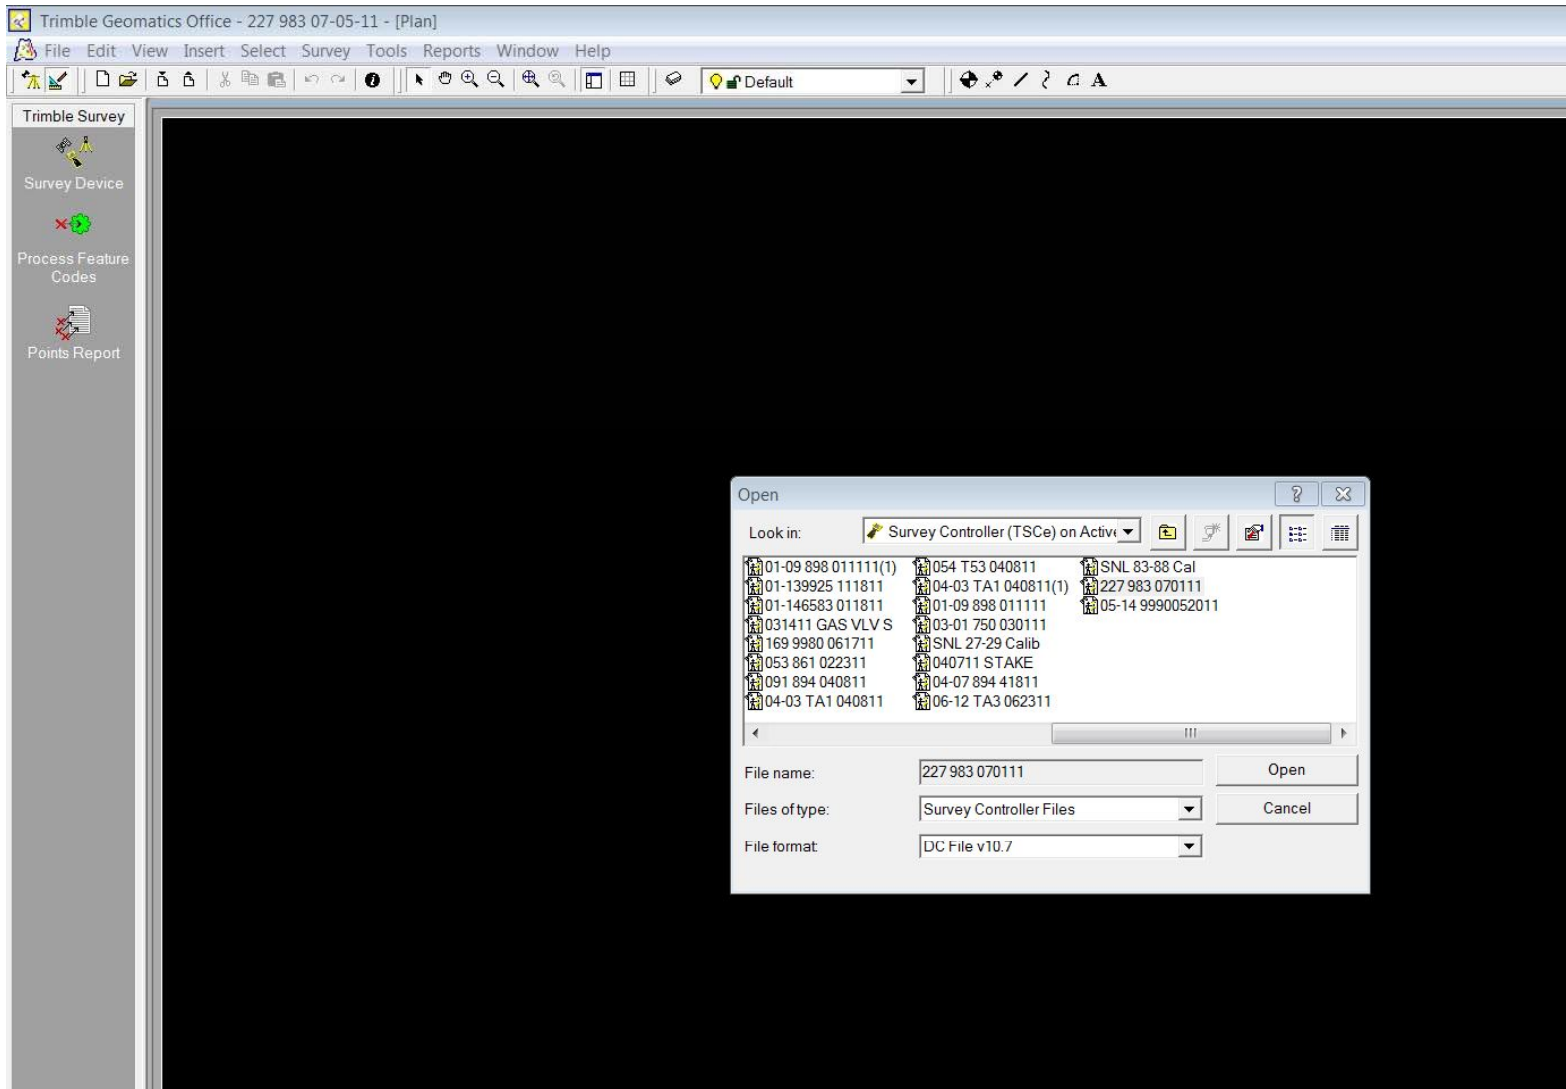 Trimble Geomatics Office - 227 983 07-05-11 - [Plan]
File Edit View Insert Select Survey Tools Reports Window Help
Default
A
Trimble Survey
Survey Device
Process Feature
Codes
Points Report
Open
Look in:
Survey Controller (TSCe) on Active
01-09 898 011111(1)
01-139925 111811
01-146583 011811
031411 GAS VLV S
169 9980 061711
053 861 022311
091 894 040811
04-03 TA1 040811
054 T53 040811
04-03 TA1 040811(1)
01-09 898 011111
03-01 750 030111
SNL 27-29 Calib
040711 STAKE
04-07 894 41811
06-12 TA3 062311
SNL 83-88 Cal
227 983 070111
05-14 9990052011
File name:
227 983 070111
Open
Files of type:
Survey Controller Files
Cancel
File format:
DC File v10.7